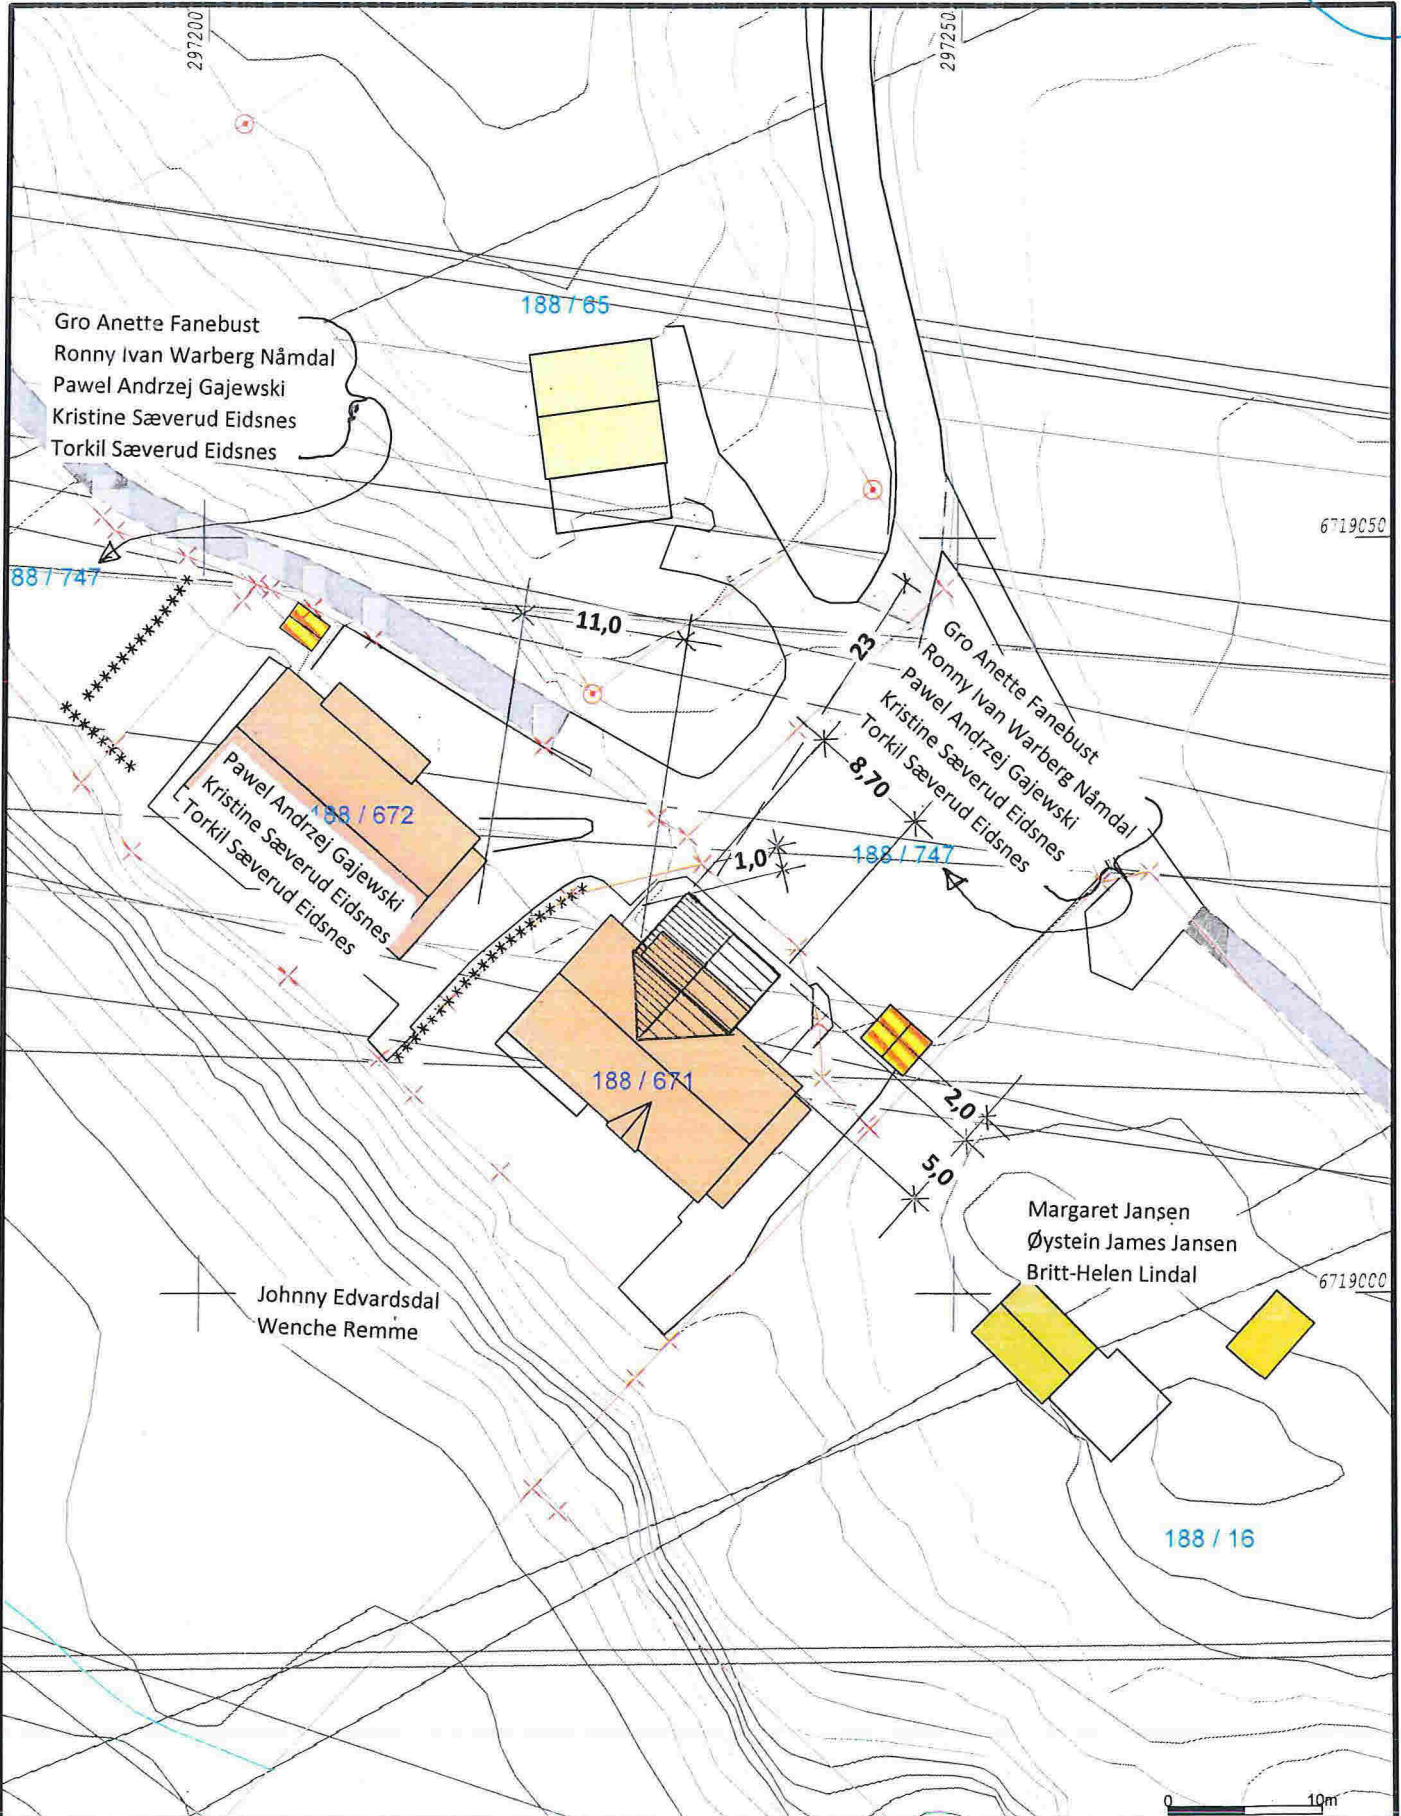 297200
297250
188 / 65
Gro Anette Fanebust
Ronny Ivan Warberg Nåmdal
Pawel Andrzej Gajewski
Kristine Sæverud Eidsnes
Torkil Sæverud Eidsnes
6719050
88 / 747
11,0
23
Gro Anette Fanebust
Ronny Ivan Warberg Nåmdal
Pawel Andrzej Gajewski
Kristine Sæverud Eidsnes
Torkil Sæverud Eidsnes
8,70
188 / 672
Pawel Andrzej Gajewski
Kristine Sæverud Eidsnes
Torkil Sæverud Eidsnes
1,0
188 / 747
188 / 671
2,0
5,0
Margaret Jansen
Øystein James Jansen
Britt-Helen Lindal
6719000
Johnny Edvardsdal
Wenche Remme
188 / 16
0 10m